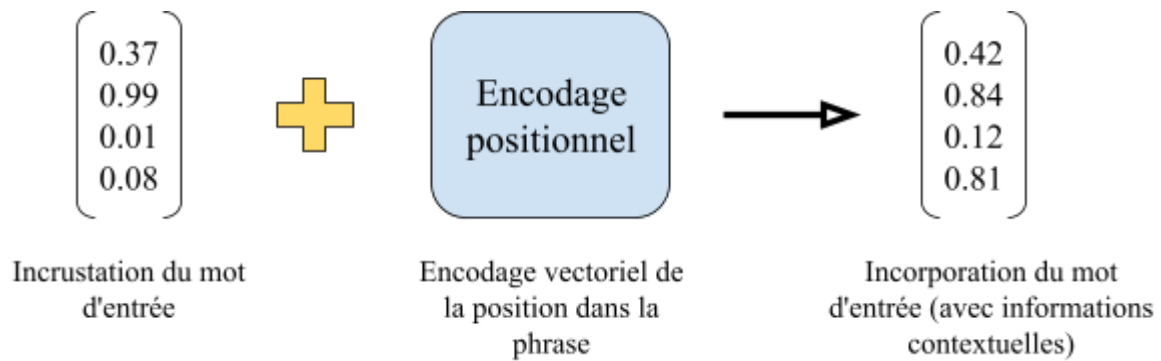 0.37
0.99
0.01
0.08
Encodage
positionnel
0.42
0.84
0.12
0.81
Incrustation du mot
d'entrée
Encodage vectoriel de
la position dans la
phrase
Incorporation du mot
d'entrée (avec informations
contextuelles)